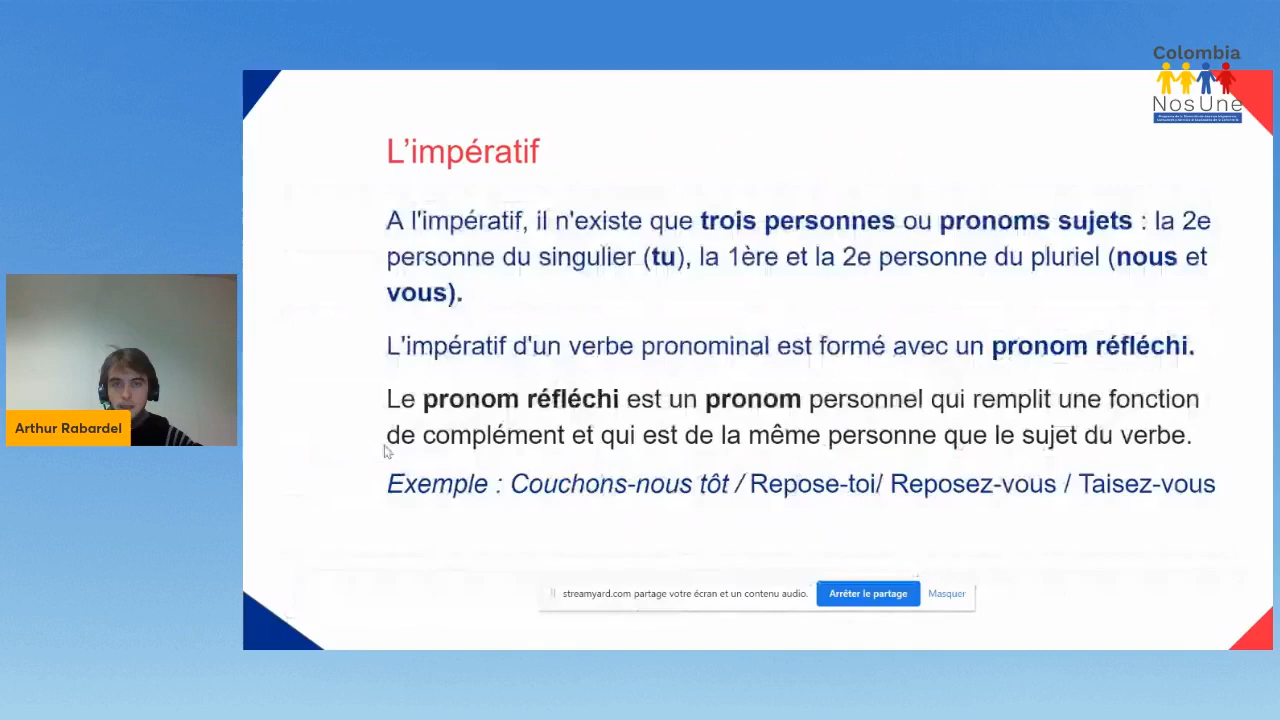 Colombia
NosUne
L'impératif
A l'impératif, il n'existe que trois personnes ou pronoms sujets : la 2e
personne du singulier (tu), la 1ère et la 2e personne du pluriel (nous et
vous).
L'impératif d'un verbe pronominal est formé avec un pronom réfléchi.
Le pronom réfléchi est un pronom personnel qui remplit une fonction
de complément et qui est de la même personne que le sujet du verbe.
Exemple : Couchons-nous tôt / Repose-toi/ Reposez-vous / Taisez-vous
Arthur Rabardel
streamyard.com partage votre écran et un contenu audio. Arrêter le partage Masquer